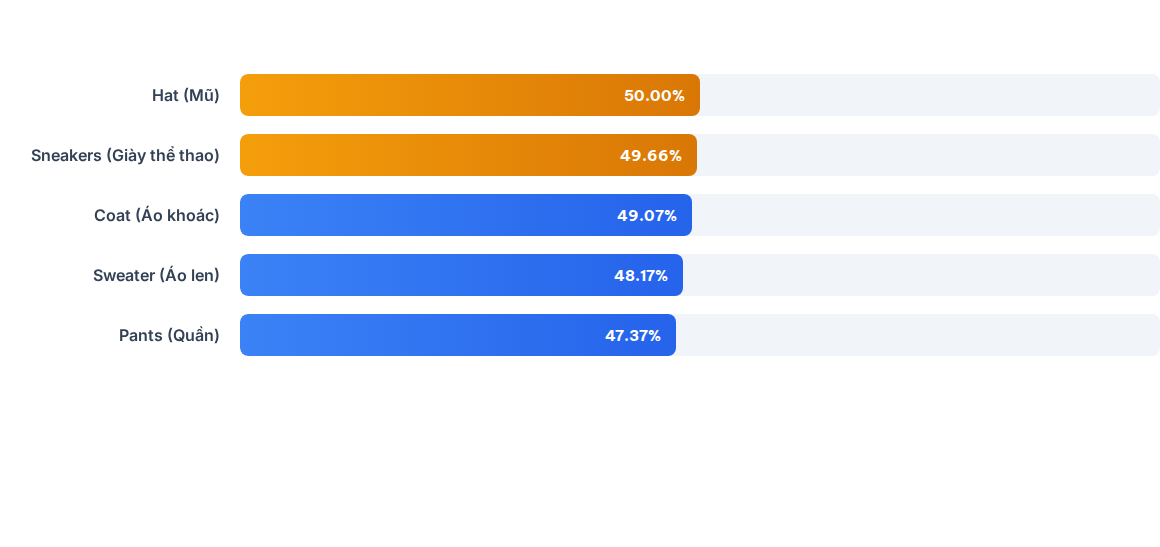 Hat (Mũ) 50.00%
Sneakers (Giày thể thao) 49.66%
Coat (Áo khoác) 49.07%
Sweater (Áo len) 48.17%
Pants (Quần) 47.37%